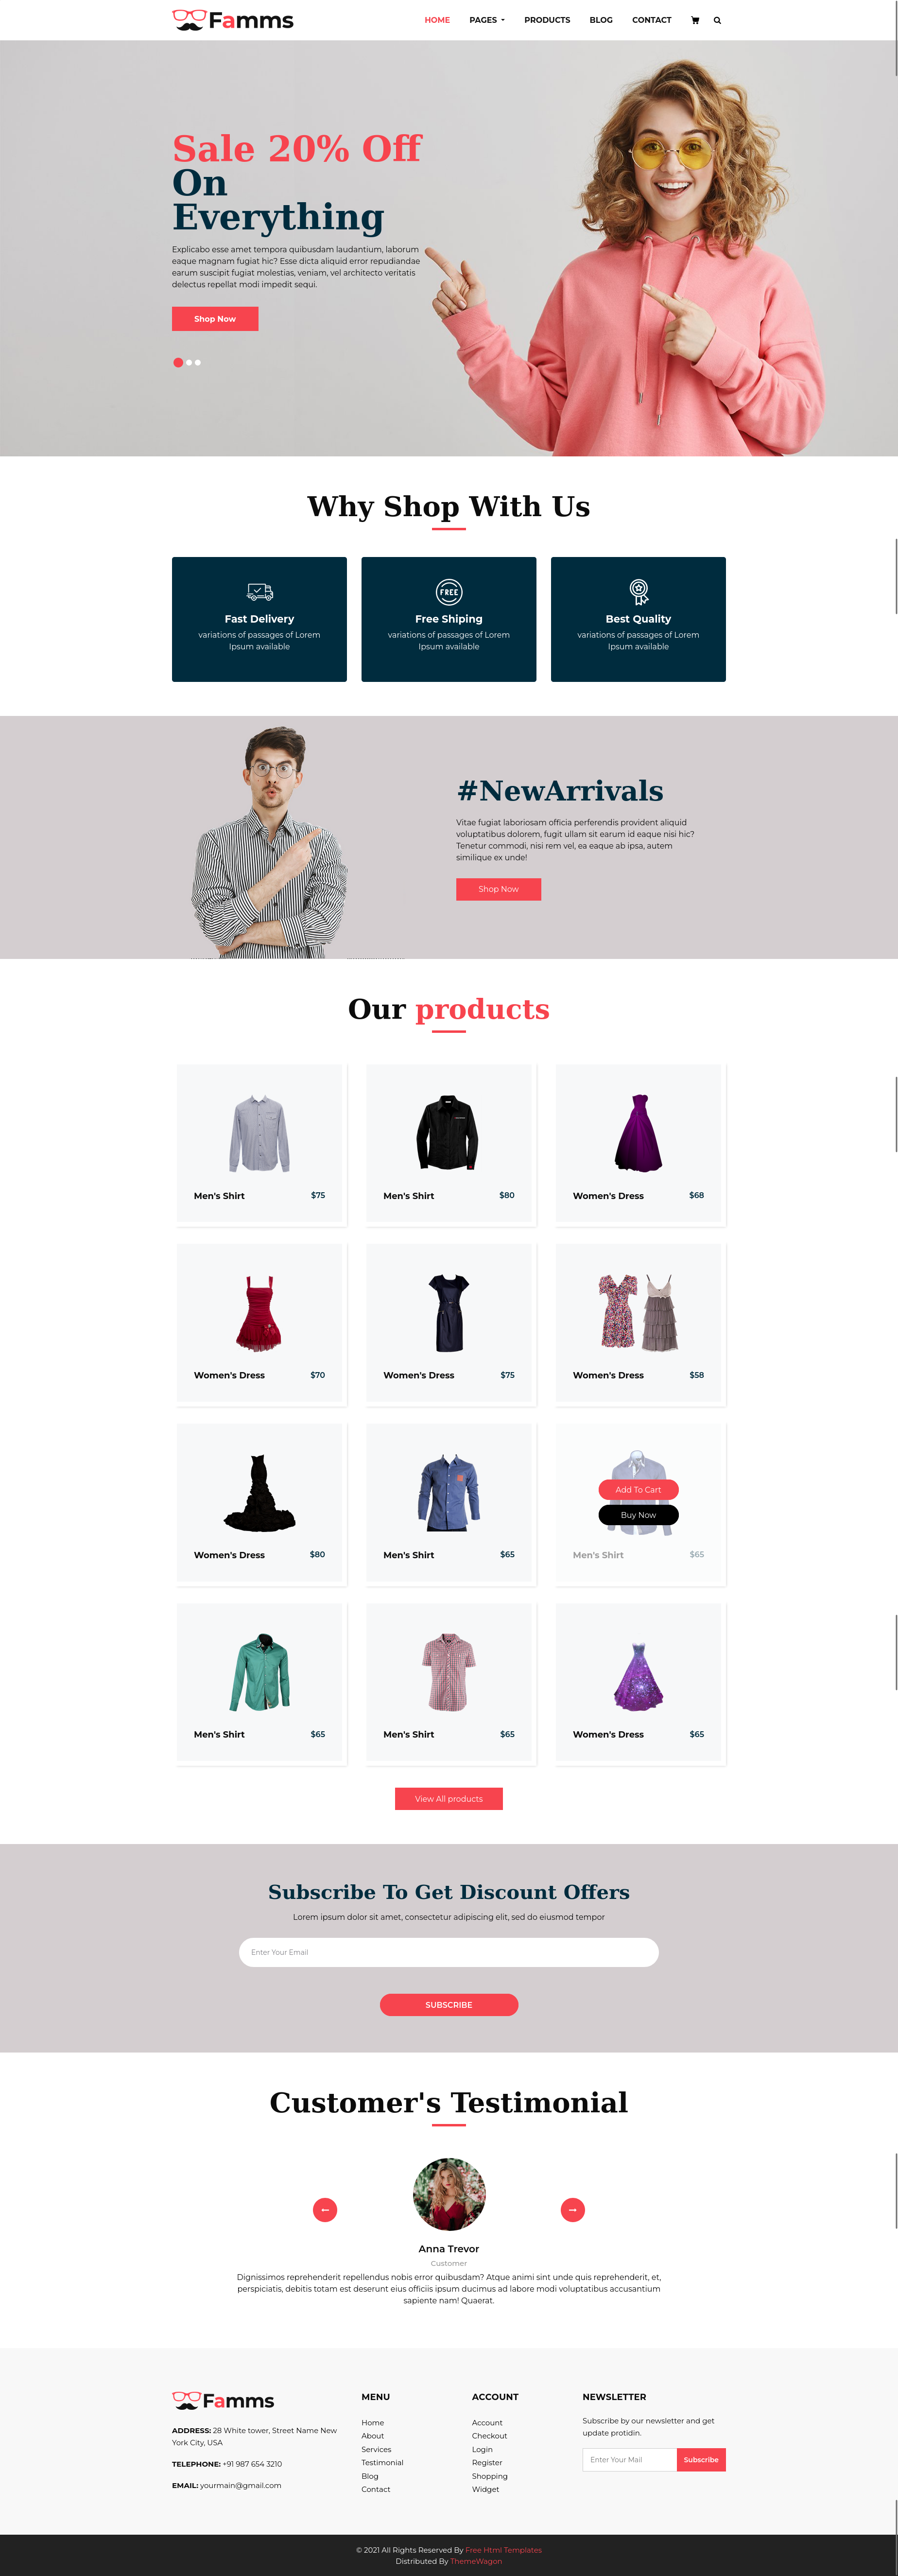 Famms
HOME PAGES PRODUCTS BLOG CONTACT
Sale 20% Off
On
Everything
Explicabo esse amet tempora quibusdam laudantium, laborum
eaque magnam fugiat hic? Esse dicta aliquid error repudiandae
earum suscipit fugiat molestias, veniam, vel architecto veritatis
delectus repellat modi impedit sequi.
Shop Now
Why Shop With Us
Fast Delivery
variations of passages of Lorem
Ipsum available
FREE
Free Shiping
variations of passages of Lorem
Ipsum available
Best Quality
variations of passages of Lorem
Ipsum available
#NewArrivals
Vitae fugiat laboriosam officia perferendis provident aliquid
voluptatibus dolorem, fugit ullam sit earum id eaque nisi hic?
Tenetur commodi, nisi rem vel, ea eaque ab ipsa, autem
similique ex unde!
Shop Now
Our products
Men's Shirt $75
Men's Shirt $80
Women's Dress $68
Women's Dress $70
Women's Dress $75
Women's Dress $58
Women's Dress $80
Men's Shirt $65
Add To Cart
Buy Now
Men's Shirt $65
Men's Shirt $65
Men's Shirt $65
Women's Dress $65
View All products
Subscribe To Get Discount Offers
Lorem ipsum dolor sit amet, consectetur adipiscing elit, sed do eiusmod tempor
Enter Your Email
SUBSCRIBE
Customer's Testimonial
Anna Trevor
Customer
Dignissimos reprehenderit repellendus nobis error quibusdam? Atque animi sint unde quis reprehenderit, et,
perspiciatis, debitis totam est deserunt eius officiis ipsum ducimus ad labore modi voluptatibus accusantium
sapiente nam! Quaerat.
Famms
ADDRESS: 28 White tower, Street Name New
York City, USA
TELEPHONE: +91 987 654 3210
EMAIL: yourmain@gmail.com
MENU
Home
About
Services
Testimonial
Blog
Contact
ACCOUNT
Account
Checkout
Login
Register
Shopping
Widget
NEWSLETTER
Subscribe by our newsletter and get
update protidin.
Enter Your Mail
Subscribe
© 2021 All Rights Reserved By Free Html Templates
Distributed By ThemeWagon